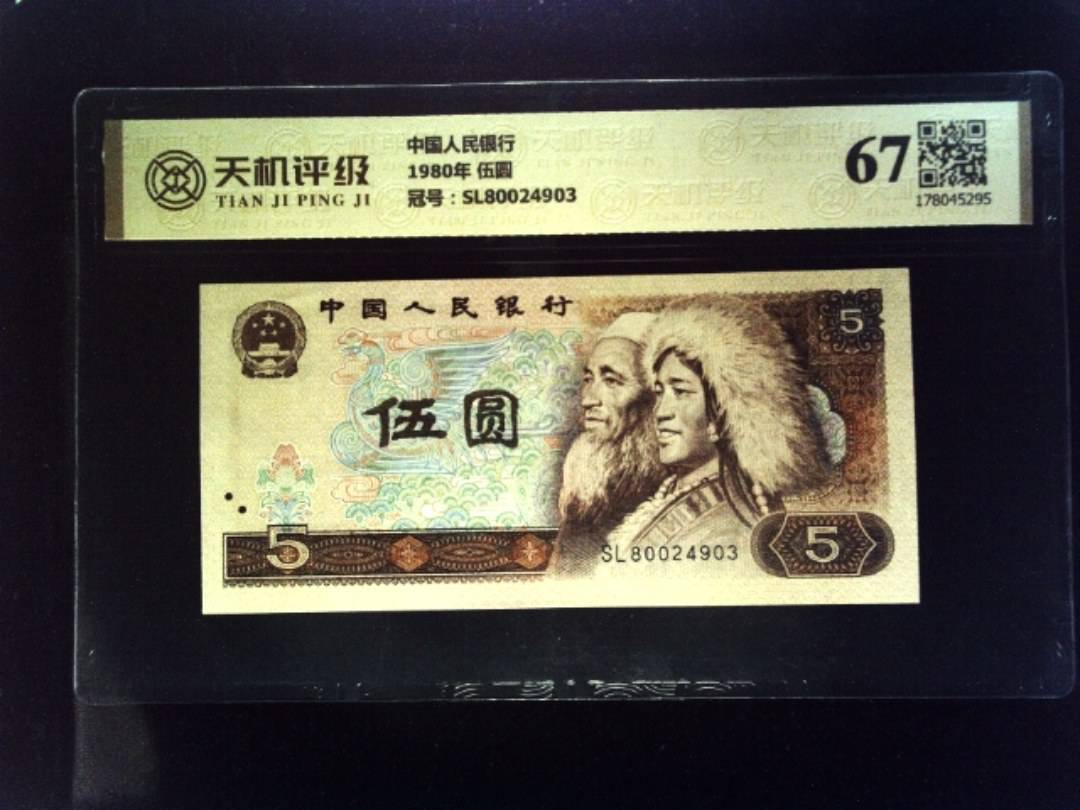 天机评级
TIAN JI PING JI
中国人民银行
1980年 伍圆
冠号：SL80024903
67
178045295
中国人民银行
5
伍圆
5
SL80024903
5